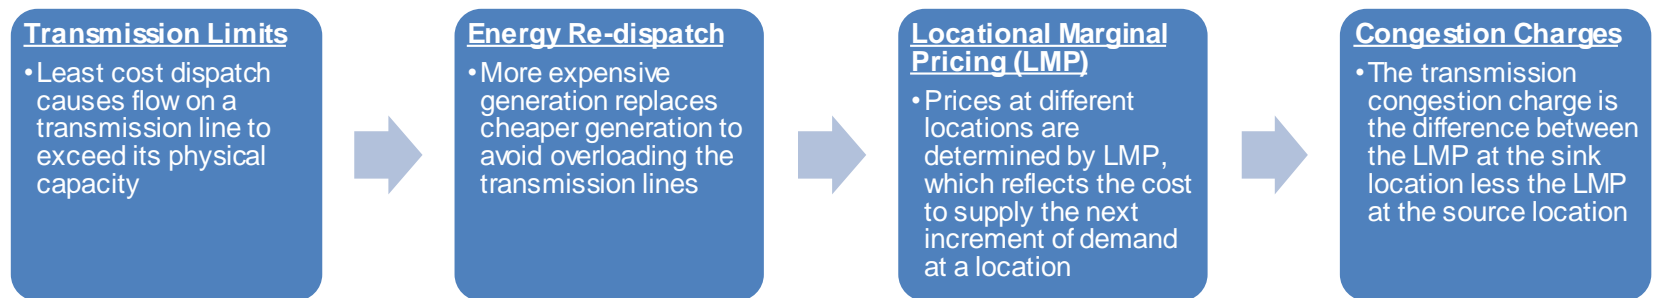 Transmission Limits
•Least cost dispatch
causes flow on a
transmission line to
exceed its physical
capacity
Energy Re-dispatch
•More expensive
generation replaces
cheaper generation to
avoid overloading the
transmission lines
Locational Marginal
Pricing (LMP)
•Prices at different
locations are
determined by LMP,
which reflects the cost
to supply the next
increment of demand
at a location
Congestion Charges
•The transmission
congestion charge is
the difference between
the LMP at the sink
location less the LMP
at the source location